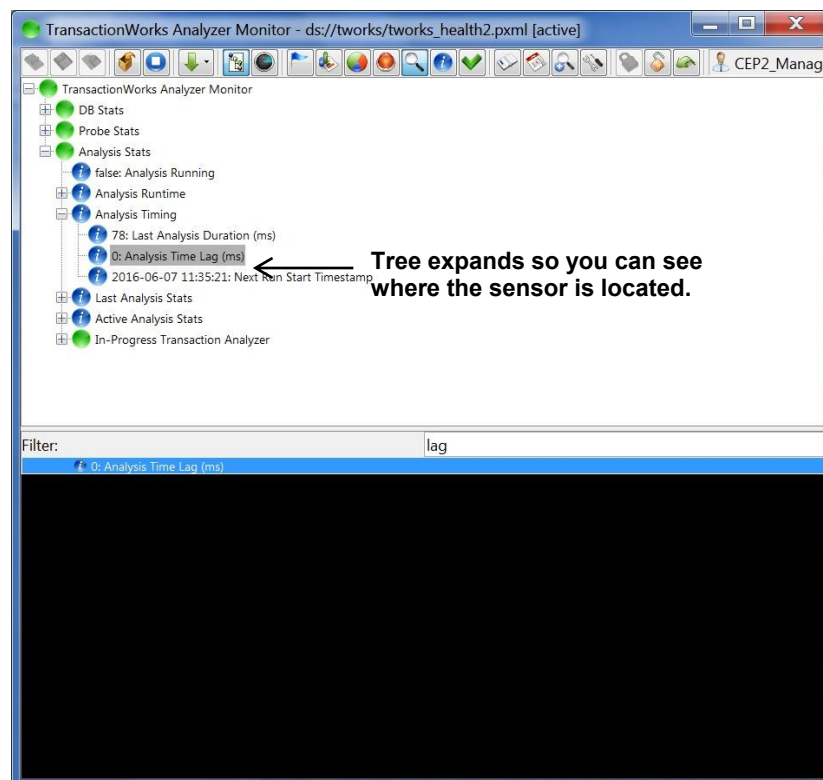 TransactionWorks Analyzer Monitor - ds://tworks/tworks_health2.pxml [active]
CEP2_Manag
TransactionWorks Analyzer Monitor
DB Stats
Probe Stats
Analysis Stats
false: Analysis Running
Analysis Runtime
Analysis Timing
78: Last Analysis Duration (ms)
0: Analysis Time Lag (ms)
2016-06-07 11:35:21: Next Run Start Timestamp
Tree expands so you can see
where the sensor is located.
Last Analysis Stats
Active Analysis Stats
In-Progress Transaction Analyzer
Filter: lag
0: Analysis Time Lag (ms)